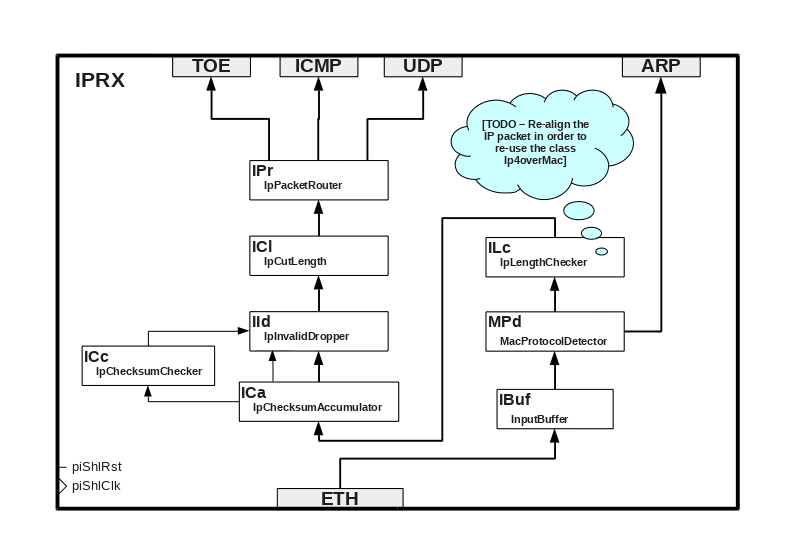 TOE
ICMP
UDP
ARP
IPRX
[TODO – Re-align the
IP packet in order to
re-use the class
Ip4overMac]
IPr
IpPacketRouter
ICl
IpCutLength
ILc
IpLengthChecker
IId
IpInvalidDropper
MPd
MacProtocolDetector
ICc
IpChecksumChecker
ICa
IpChecksumAccumulator
IBuf
InputBuffer
piShlRst
piShlClk
ETH